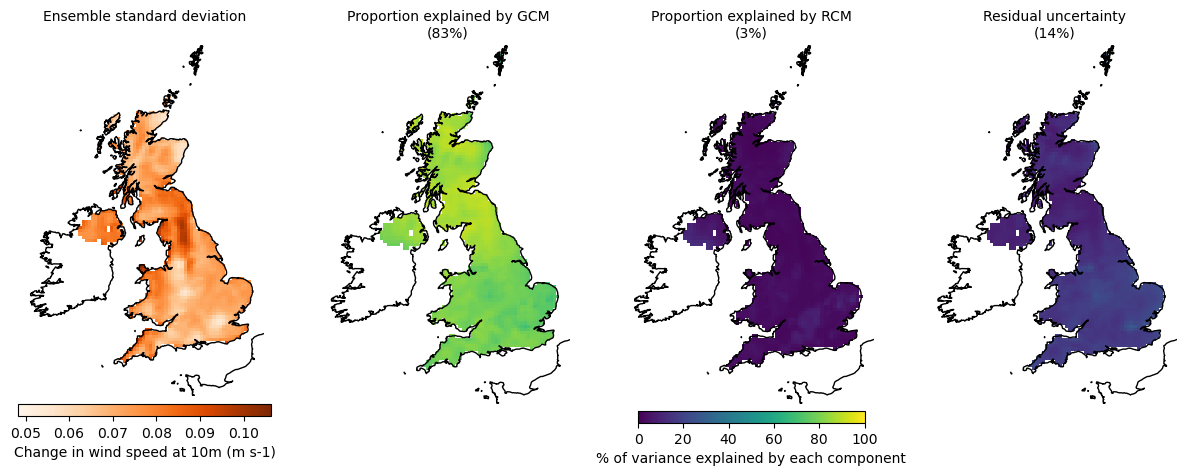 Ensemble standard deviation
Proportion explained by GCM
(83%)
Proportion explained by RCM
(3%)
Residual uncertainty
(14%)
0.05 0.06 0.07 0.08 0.09 0.10
Change in wind speed at 10m (m s-1)
0 20 40 60 80 100
% of variance explained by each component